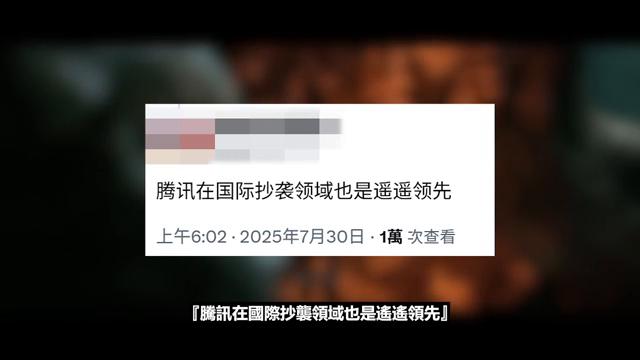 腾讯在国际抄袭领域也是遥遥领先
上午6:02 · 2025年7月30日 · 1萬 次查看
『騰訊在國際抄襲領域也是遙遙領先』